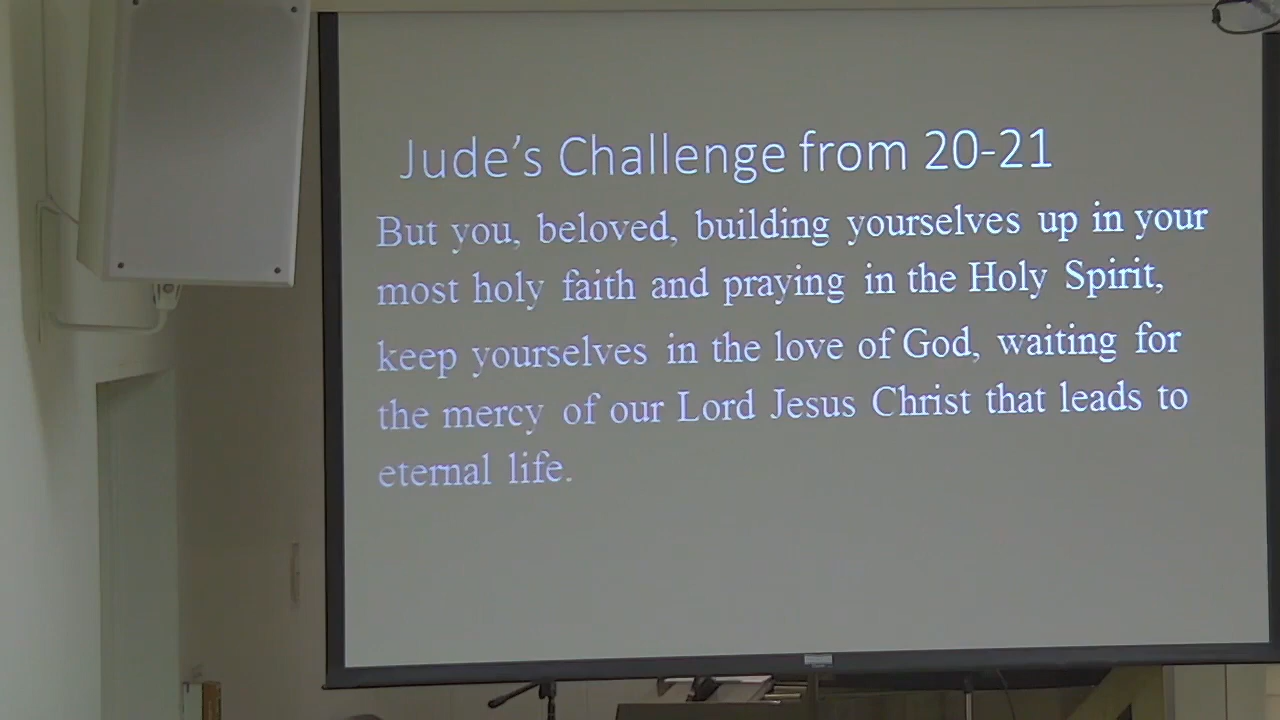 Jude's Challenge from 20-21
But you, beloved, building yourselves up in your
most holy faith and praying in the Holy Spirit,
keep yourselves in the love of God, waiting for
the mercy of our Lord Jesus Christ that leads to
eternal life.